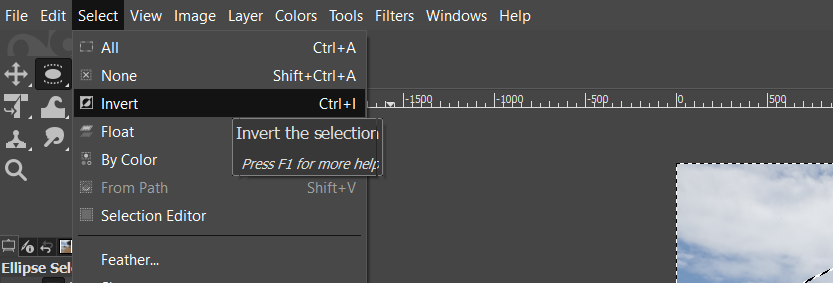 File Edit Select View Image Layer Colors Tools Filters Windows Help
All Ctrl+A
None Shift+Ctrl+A
Invert Ctrl+I
-1500 -1000 -500 0 500
Float
Invert the selection
By Color
Press F1 for more help
From Path Shift+V
Selection Editor
Feather...
Ellipse Sel